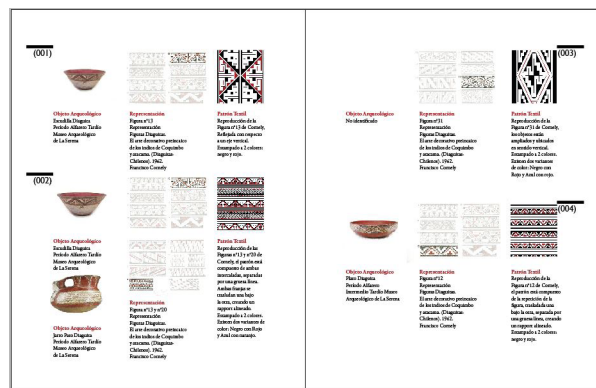 (001)
Objeto Arqueológico
Escudilla Diaguita
Período Alfarero Tardío
Museo Arqueológico
de La Serena
Representación
Figura nº13
Representación
Figuras Diaguitas.
El arte decorativo preincaico
de los indios de Coquimbo
y atacama. (Diaguitas
Chilenos). 1962.
Francisco Cornely
Patrón Textil
Reproducción de la
Figura nº13 de Cornely,
Reflejada con respecto
a un eje vertical.
Estampado a 2 colores:
negro y rojo.
(002)
Objeto Arqueológico
Escudilla Diaguita
Período Alfarero Tardío
Museo Arqueológico
de La Serena
Objeto Arqueológico
Jarro Pato Diaguita
Período Alfarero Tardío
Museo Arqueológico
de La Serena
Representación
Figura nº13 y nº20
Representación
Figuras Diaguitas.
El arte decorativo preincaico
de los indios de Coquimbo
y atacama. (Diaguitas
Chilenos). 1962.
Francisco Cornely
Patrón Textil
Reproducción de las
Figuras nº13 y nº20 de
Cornely, el patrón está
compuesto de ambas
intercaladas, separadas
por una gruesa línea.
Ambas franjas se
trasladan una bajo
la otra, creando un
rapport alineado.
Estampado a 2 colores.
Existen dos variantes de
color: Negro con Rojo
y Azul con naranjo.
(003)
Objeto Arqueológico
No identificado
Representación
Figura nº31
Representación
Figuras Diaguitas.
El arte decorativo preincaico
de los indios de Coquimbo
y atacama. (Diaguitas
Chilenos). 1962.
Francisco Cornely
Patrón Textil
Reproducción de la
Figura nº31 de Cornely,
los objetos están
ampliados y ubicados
en sentido vertical.
Estampado a 2 colores.
Existen dos variantes
de color: Negro con
Rojo y Azul con rojo.
(004)
Objeto Arqueológico
Plato Diaguita
Período Alfarero
Intermedio Tardío Museo
Arqueológico de La Serena
Representación
Figura nº12
Representación
Figuras Diaguitas.
El arte decorativo preincaico
de los indios de Coquimbo
y atacama. (Diaguitas
Chilenos). 1962.
Francisco Cornely
Patrón Textil
Reproducción de la
Figura nº12 de Cornely,
el patrón está compuesto
de la repetición de la
figura, trasladada una
bajo la otra, separada por
una gruesa línea, creando
un rapport alineado.
Estampado a 2 colores:
negro y rojo.